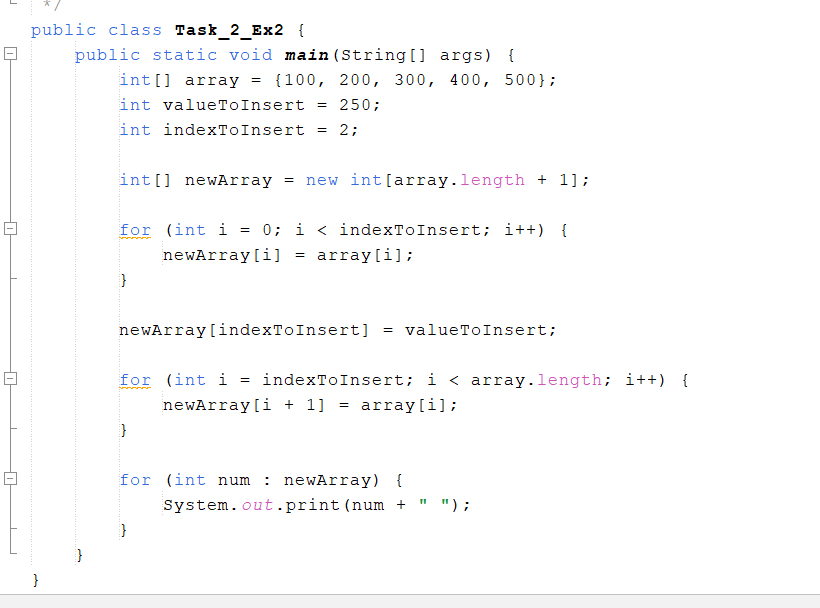 */
public class Task_2_Ex2 {
public static void main(String[] args) {
int[] array = {100, 200, 300, 400, 500};
int valueToInsert = 250;
int indexToInsert = 2;
int[] newArray = new int[array.length + 1];
for (int i = 0; i < indexToInsert; i++) {
newArray[i] = array[i];
}
newArray[indexToInsert] = valueToInsert;
for (int i = indexToInsert; i < array.length; i++) {
newArray[i + 1] = array[i];
}
for (int num : newArray) {
System.out.print(num + " ");
}
}
}